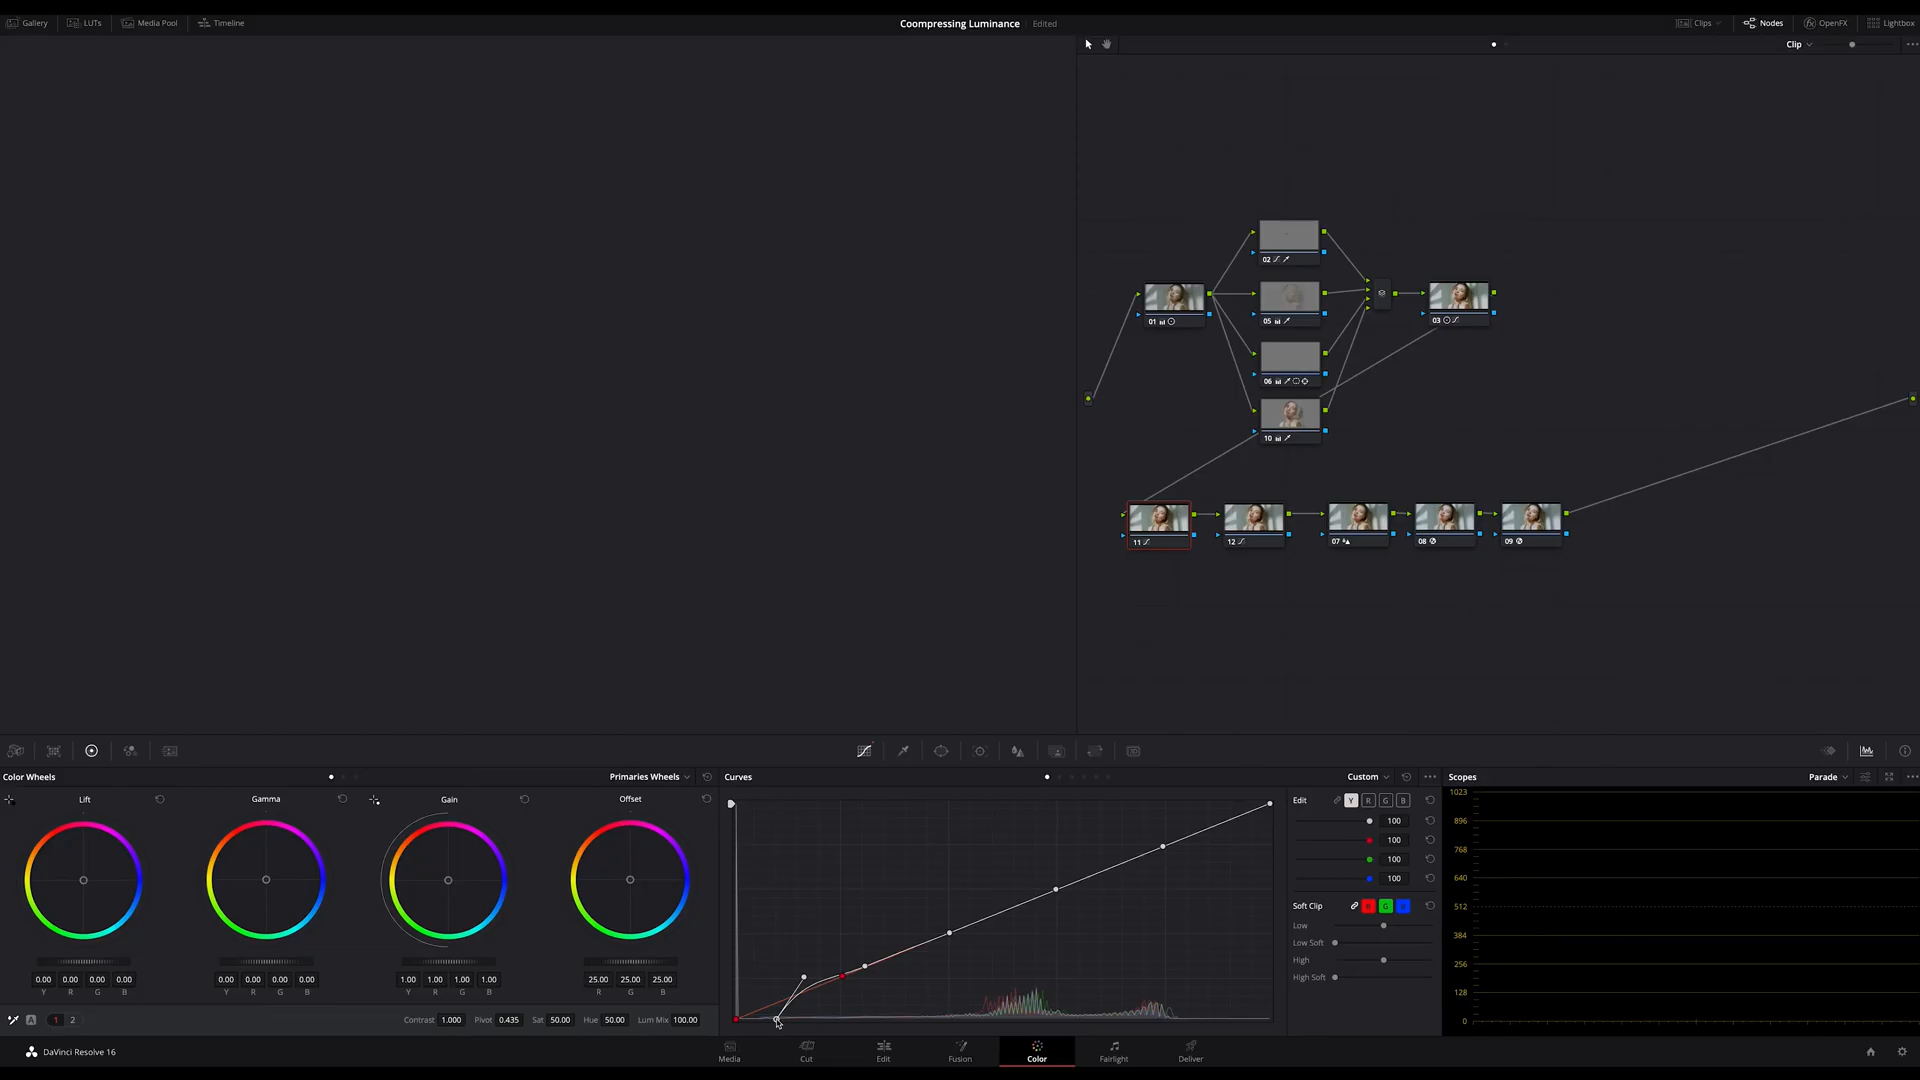 Gallery LUTs Media Pool Timeline Coompressing Luminance Edited Clips Nodes OpenFX Lightbox
Clip
02
01 05 03
06
10
11 12 07 08 09
Color Wheels Primaries Wheels Curves Custom Scopes Parade
Lift Gamma Gain Offset Edit Y R G B
1023
896
768
640
512
384
256
128
0
100
100
100
100
Soft Clip
Low
Low Soft
High
High Soft
0.00 0.00 0.00 0.00 0.00 0.00 0.00 0.00 1.00 1.00 1.00 1.00 25.00 25.00 25.00
Y R G B Y R G B Y R G B R G B
A 1 2 Contrast 1.000 Pivot 0.435 Sat 50.00 Hue 50.00 Lum Mix 100.00
DaVinci Resolve 16 Media Cut Edit Fusion Color Fairlight Deliver